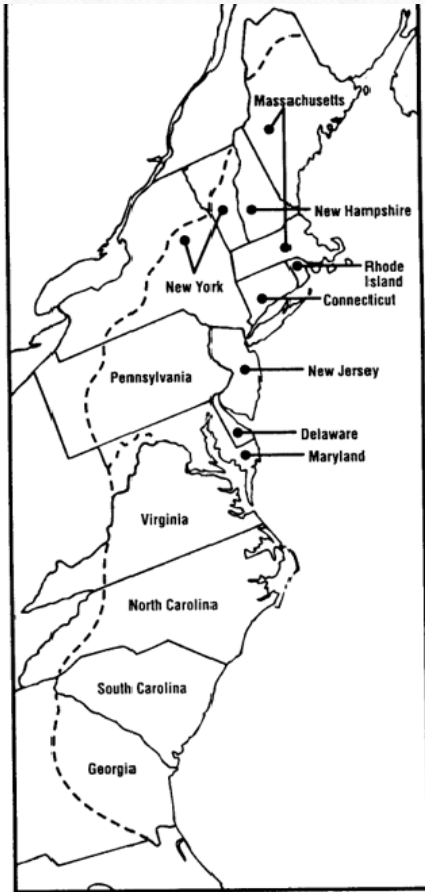 Massachusetts
New Hampshire
Rhode
Island
New York
Connecticut
Pennsylvania
New Jersey
Delaware
Maryland
Virginia
North Carolina
South Carolina
Georgia